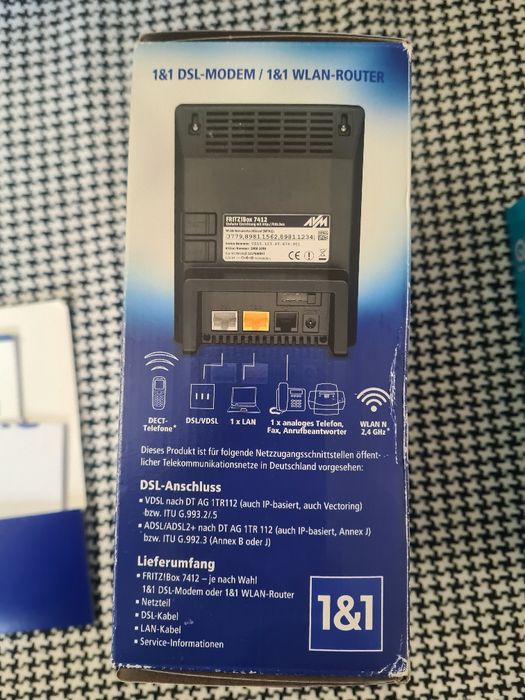 1&1 DSL-MODEM / 1&1 WLAN-ROUTER
FRITZ!Box 7412
AVM
CE
DECT-
Telefone*
DSL/VDSL
1 x LAN
1 x analoges Telefon,
Fax, Anrufbeantworter
WLAN N
2,4 GHz*
Dieses Produkt ist für folgende Netzzugangsschnittstellen öffent-
licher Telekommunikationsnetze in Deutschland vorgesehen:
DSL-Anschluss
▪ VDSL nach DT AG 1TR112 (auch IP-basiert, auch Vectoring)
bzw. ITU G.993.2/.5
▪ ADSL/ADSL2+ nach DT AG 1TR 112 (auch IP-basiert, Annex J)
bzw. ITU G.992.3 (Annex B oder J)
Lieferumfang
▪ FRITZ!Box 7412 – je nach Wahl
1&1 DSL-Modem oder 1&1 WLAN-Router
▪ Netzteil
▪ DSL-Kabel
▪ LAN-Kabel
▪ Service-Informationen
1&1